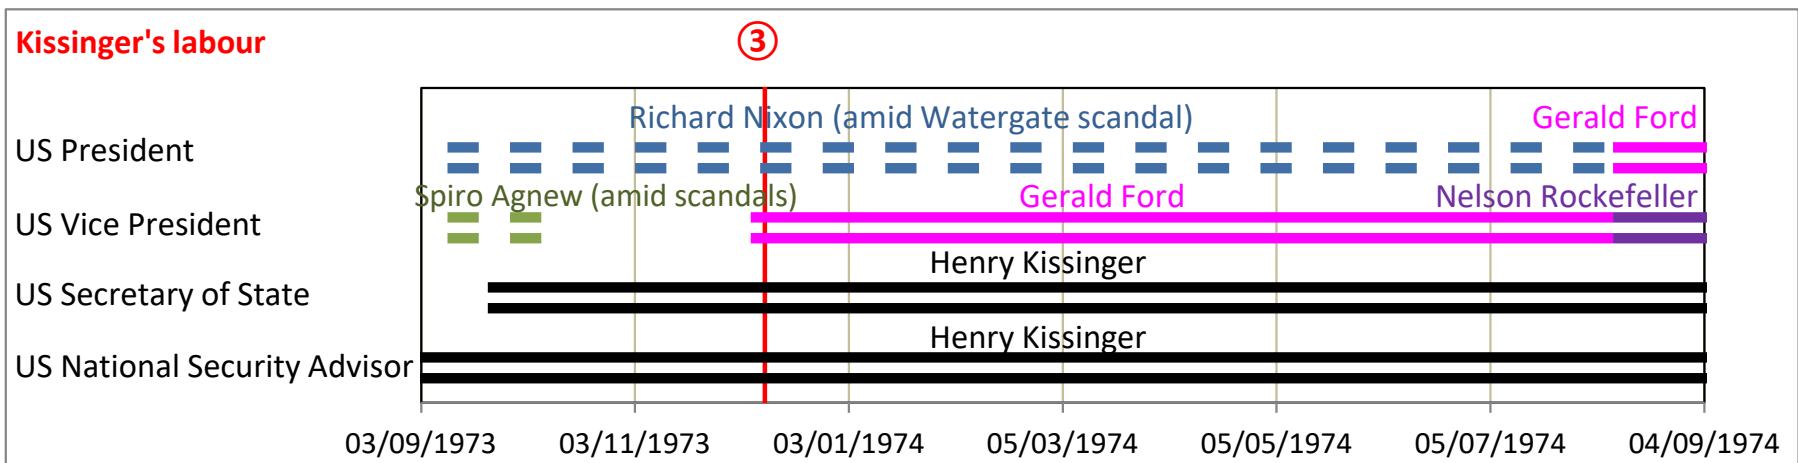 Kissinger's labour
③
Richard Nixon (amid Watergate scandal)
Gerald Ford
US President
Spiro Agnew (amid scandals)
Gerald Ford
Nelson Rockefeller
US Vice President
Henry Kissinger
US Secretary of State
Henry Kissinger
US National Security Advisor
03/09/1973
03/11/1973
03/01/1974
05/03/1974
05/05/1974
05/07/1974
04/09/1974